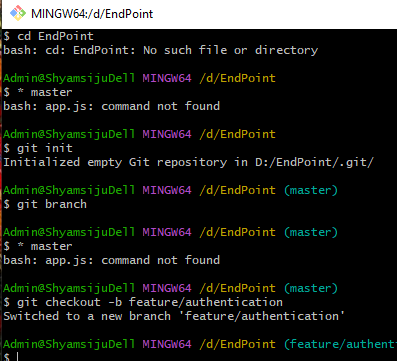 MINGW64:/d/EndPoint
$ cd EndPoint
bash: cd: EndPoint: No such file or directory
Admin@ShyamsijuDell MINGW64 /d/EndPoint
$ * master
bash: app.js: command not found
Admin@ShyamsijuDell MINGW64 /d/EndPoint
$ git init
Initialized empty Git repository in D:/EndPoint/.git/
Admin@ShyamsijuDell MINGW64 /d/EndPoint (master)
$ git branch
Admin@ShyamsijuDell MINGW64 /d/EndPoint (master)
$ * master
bash: app.js: command not found
Admin@ShyamsijuDell MINGW64 /d/EndPoint (master)
$ git checkout -b feature/authentication
Switched to a new branch 'feature/authentication'
Admin@ShyamsijuDell MINGW64 /d/EndPoint (feature/authent
$